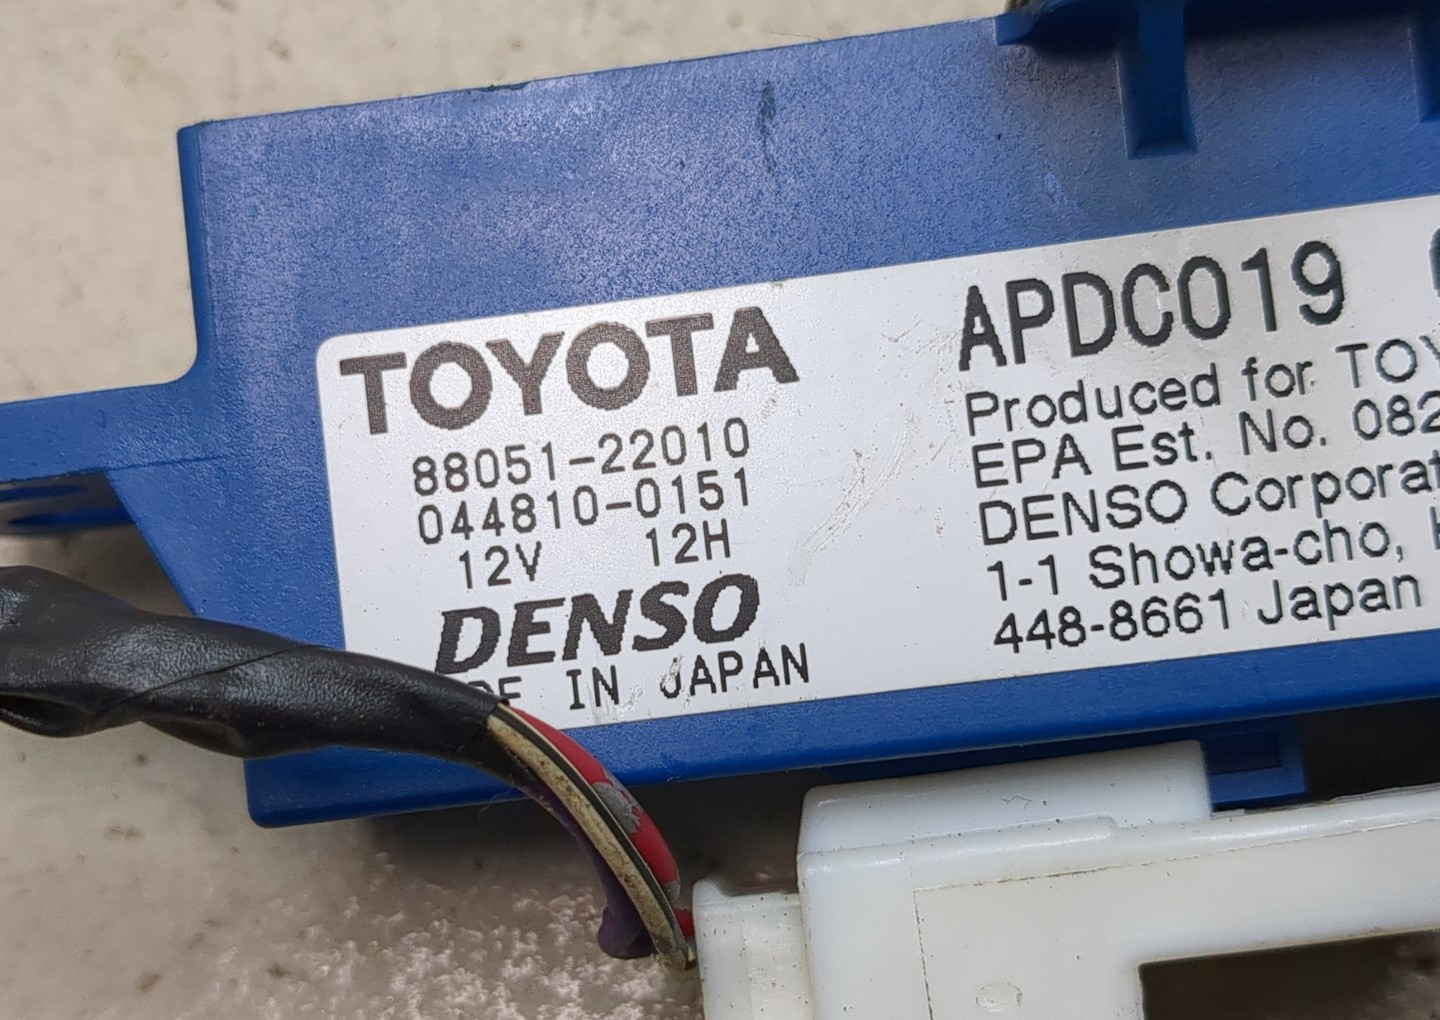 TOYOTA
88051-22010
044810-0151
12V 12H
DENSO
IN JAPAN
APDC019
Produced for
EPA Est. No.
DENSO
1-1 Showa-cho,
448-8661 Japan